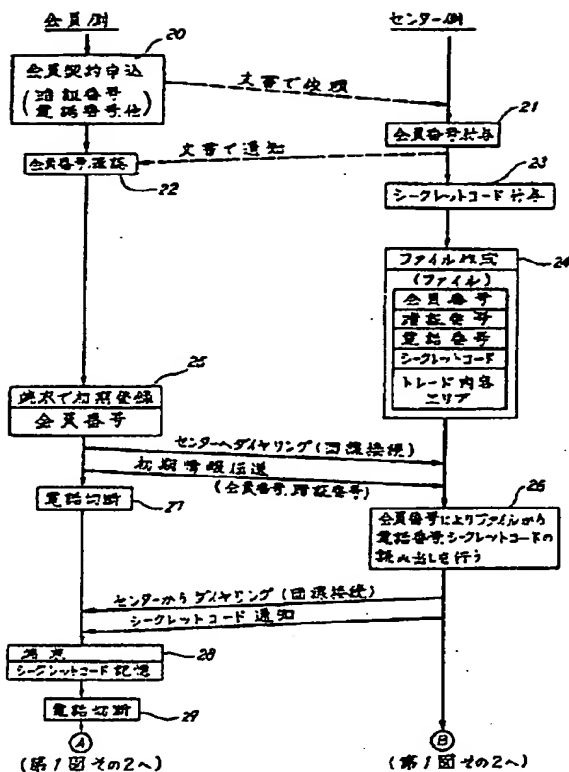 会員側
センター側
20
会員契約申込
(暗証番号
電話番号他)
文書で依頼
21
会員番号付与
文書で通知
会員番号確認
22
23
シークレットコード付与
ファイル作成
24
(ファイル)
会員番号
暗証番号
電話番号
シークレットコード
トレード内容
エリア
25
端末で初期登録
会員番号
センターへダイヤリング(回線接続)
初期情報伝送
(会員番号、暗証番号)
電話切断
27
26
会員番号によりファイルから
電話番号、シークレットコードの
読み出しを行う
センターからダイヤリング(回線接続)
シークレットコード通知
端末
シークレットコード記憶
28
電話切断
29
A
B
(第1図その2へ)
(第1図その2へ)